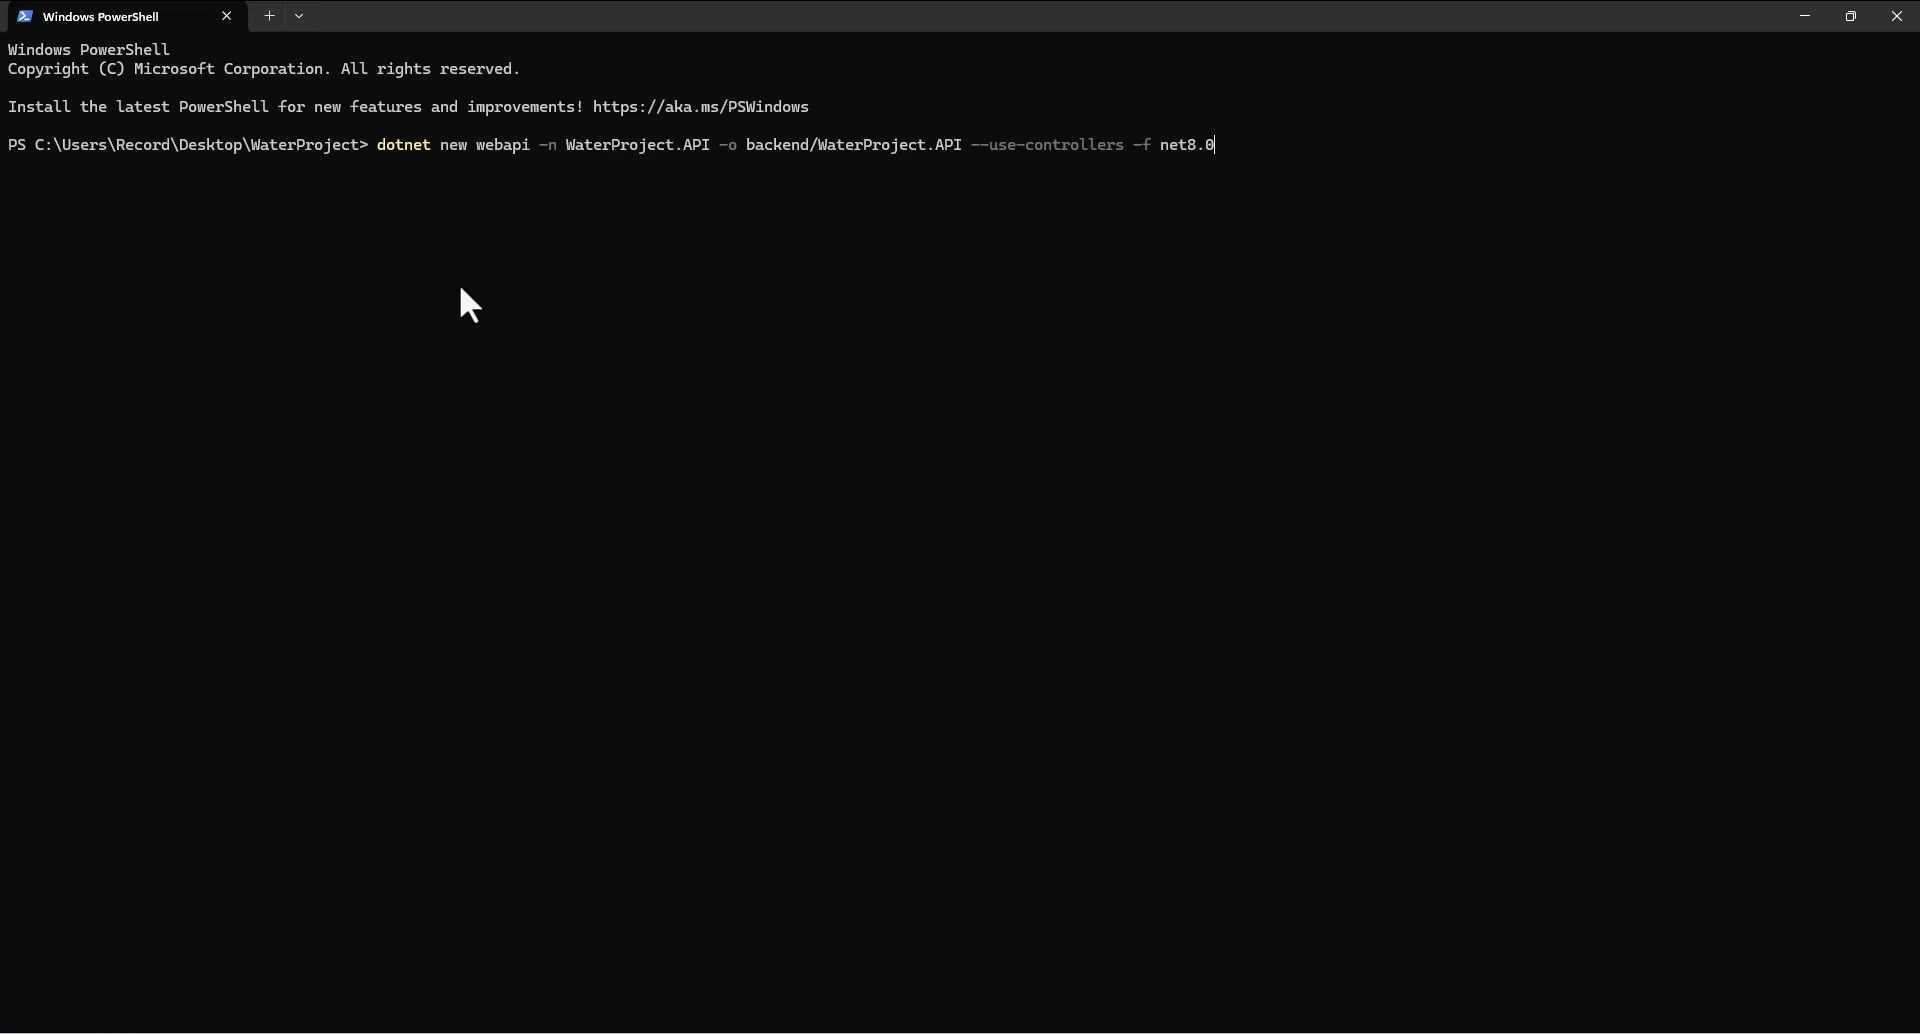 Windows PowerShell
Windows PowerShell
Copyright (C) Microsoft Corporation. All rights reserved.
Install the latest PowerShell for new features and improvements! https://aka.ms/PSWindows
PS C:\Users\Record\Desktop\WaterProject> dotnet new webapi -n WaterProject.API -o backend/WaterProject.API --use-controllers -f net8.0